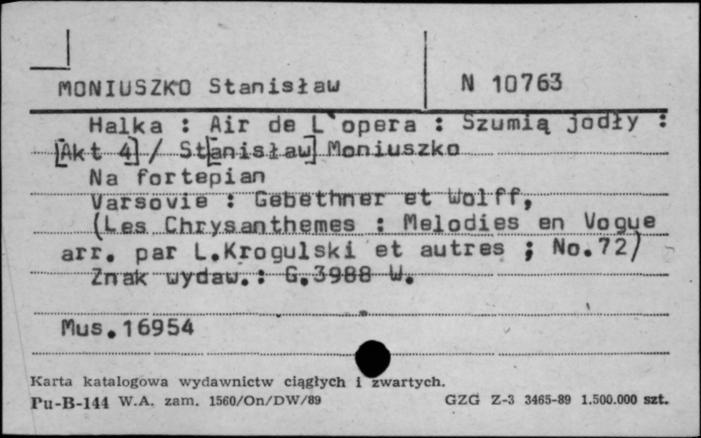 MONIUSZKO Stanisław N 10763
Halka : Air de L'opera : Szumią jodły :
[Akt 4] / St[anisław] Moniuszko
Na fortepian
Varsovie : Gebethner et Wolff,
(Les Chrysanthemes : Melodies en Vogue
arr. par L.Krogulski et autres ; No.72)
Znak wydaw.: G.3988 W.
Mus.16954
Karta katalogowa wydawnictw ciągłych i zwartych.
Pu-B-144 W.A. zam. 1560/On/DW/89 GZG Z-3 3465-89 1.500.000 szt.